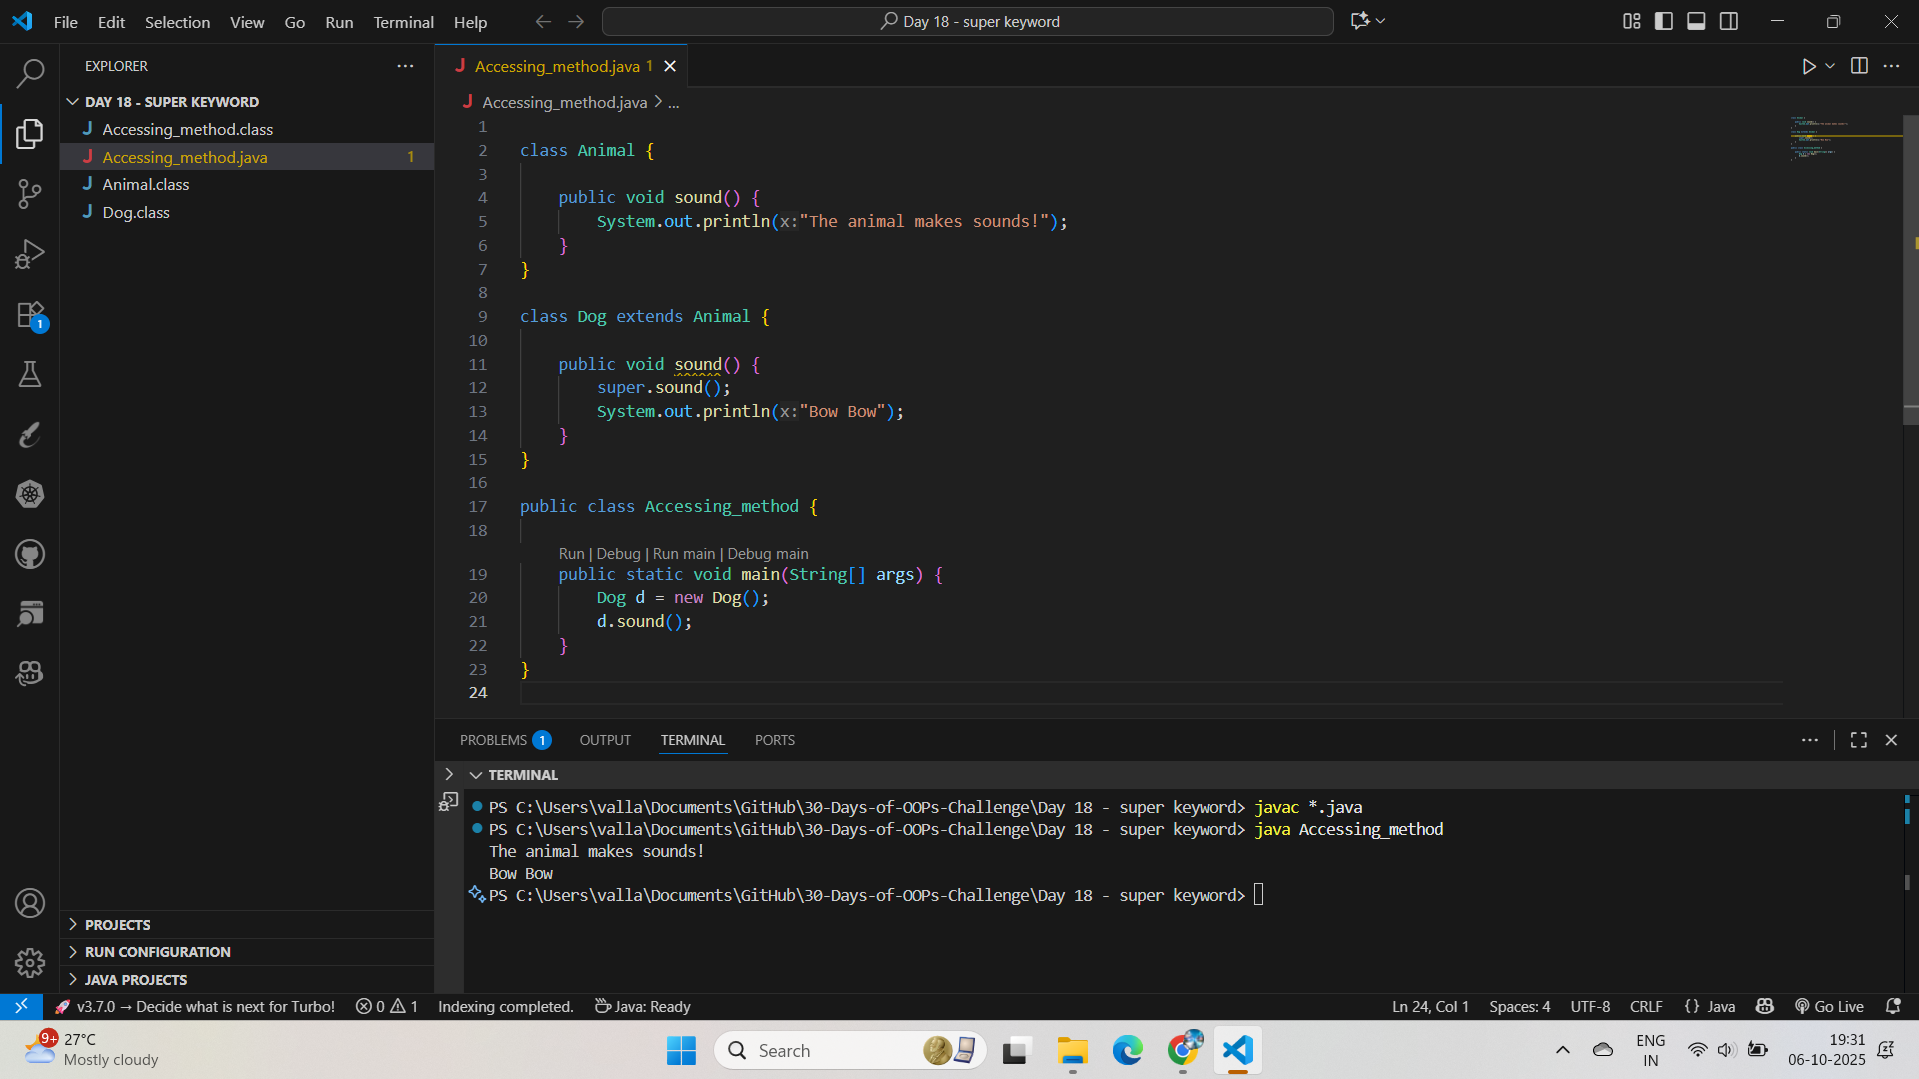 File Edit Selection View Go Run Terminal Help
Day 18 - super keyword
EXPLORER
DAY 18 - SUPER KEYWORD
Accessing_method.class
Accessing_method.java 1
Animal.class
Dog.class
1
PROJECTS
RUN CONFIGURATION
JAVA PROJECTS
Accessing_method.java 1
Accessing_method.java > ...
1
2 class Animal {
3
4 public void sound() {
5 System.out.println(x:"The animal makes sounds!");
6 }
7 }
8
9 class Dog extends Animal {
10
11 public void sound() {
12 super.sound();
13 System.out.println(x:"Bow Bow");
14 }
15 }
16
17 public class Accessing_method {
18
Run | Debug | Run main | Debug main
19 public static void main(String[] args) {
20 Dog d = new Dog();
21 d.sound();
22 }
23 }
24
PROBLEMS 1 OUTPUT TERMINAL PORTS
TERMINAL
PS C:\Users\valla\Documents\GitHub\30-Days-of-OOPs-Challenge\Day 18 - super keyword> javac *.java
PS C:\Users\valla\Documents\GitHub\30-Days-of-OOPs-Challenge\Day 18 - super keyword> java Accessing_method
The animal makes sounds!
Bow Bow
PS C:\Users\valla\Documents\GitHub\30-Days-of-OOPs-Challenge\Day 18 - super keyword>
v3.7.0 → Decide what is next for Turbo! 0 1 Indexing completed. Java: Ready Ln 24, Col 1 Spaces: 4 UTF-8 CRLF {} Java Go Live
9+ 27°C
Mostly cloudy
Search
ENG
IN
19:31
06-10-2025